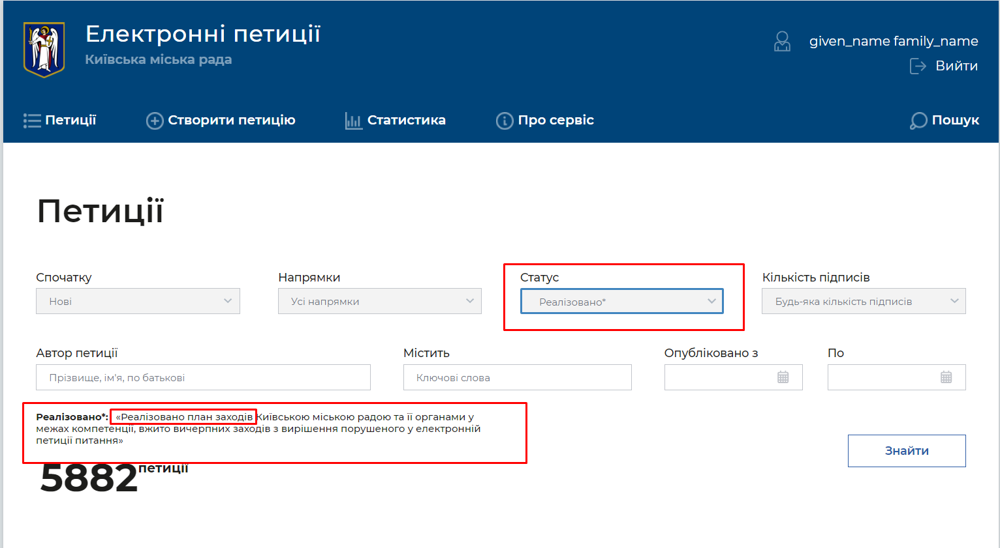 Електронні петиції
Київська міська рада
given_name family_name
Вийти
Петиції
Створити петицію
Статистика
Про сервіс
Пошук
Петиції
Спочатку
Напрямки
Статус
Кількість підписів
Нові
Усі напрямки
Реалізовано*
Будь-яка кількість підписів
Автор петиції
Містить
Опубліковано з
По
Прізвище, ім'я, по батькові
Ключові слова
Реалізовано*: «Реалізовано план заходів Київською міською радою та її органами у
межах компетенції, вжито вичерпних заходів з вирішення порушеного у електронній
петиції питання»
Знайти
5882 петиції